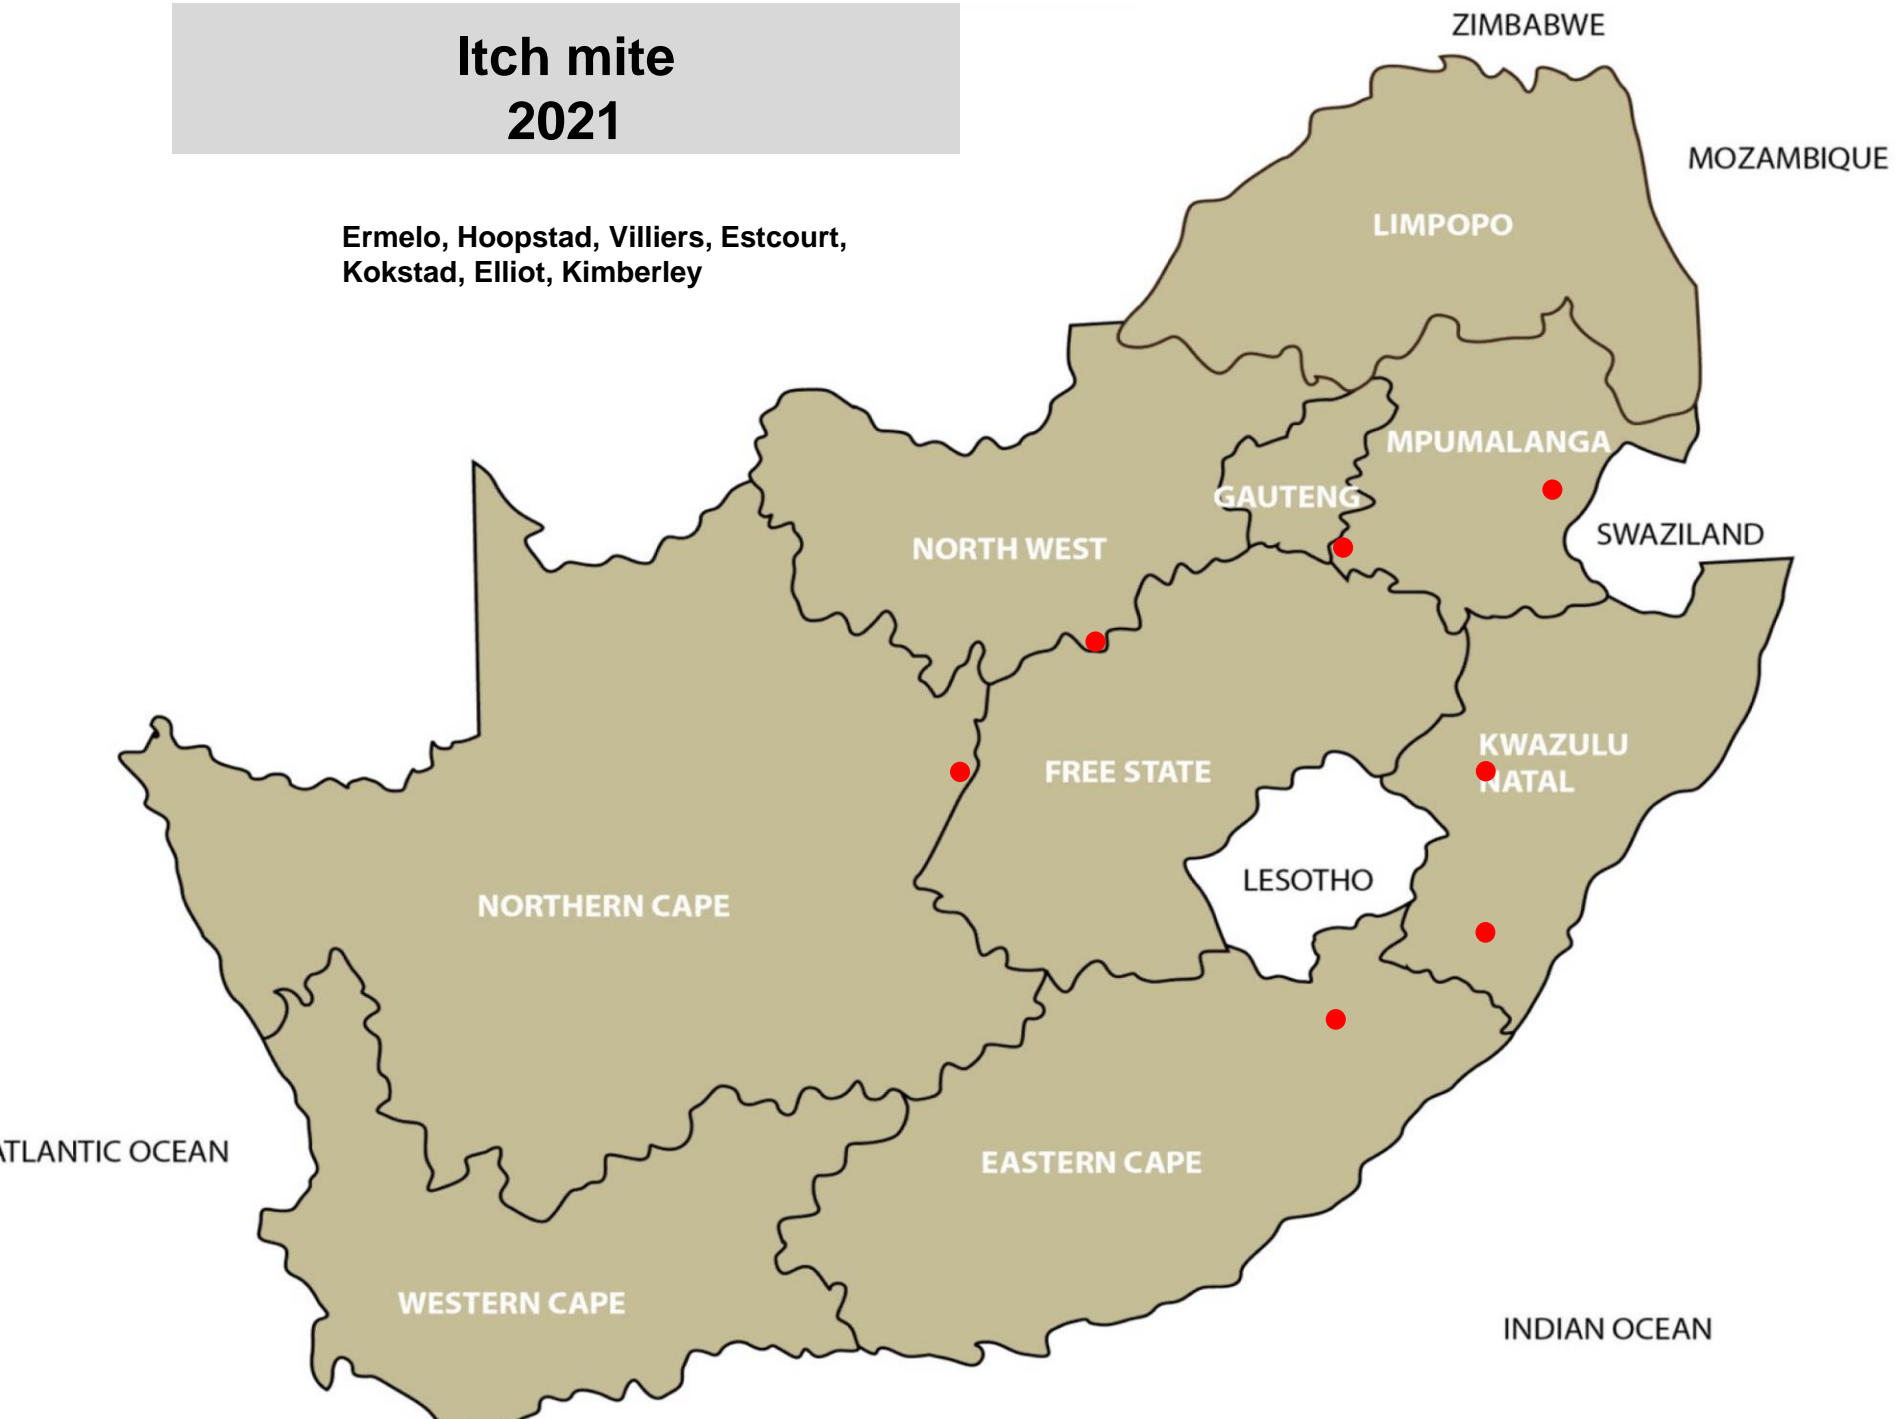 Itch mite
2021
ZIMBABWE
MOZAMBIQUE
Ermelo, Hoopstad, Villiers, Estcourt,
Kokstad, Elliot, Kimberley
LIMPOPO
MPUMALANGA
GAUTENG
SWAZILAND
NORTH WEST
KWAZULU
NATAL
FREE STATE
LESOTHO
NORTHERN CAPE
ATLANTIC OCEAN
EASTERN CAPE
WESTERN CAPE
INDIAN OCEAN